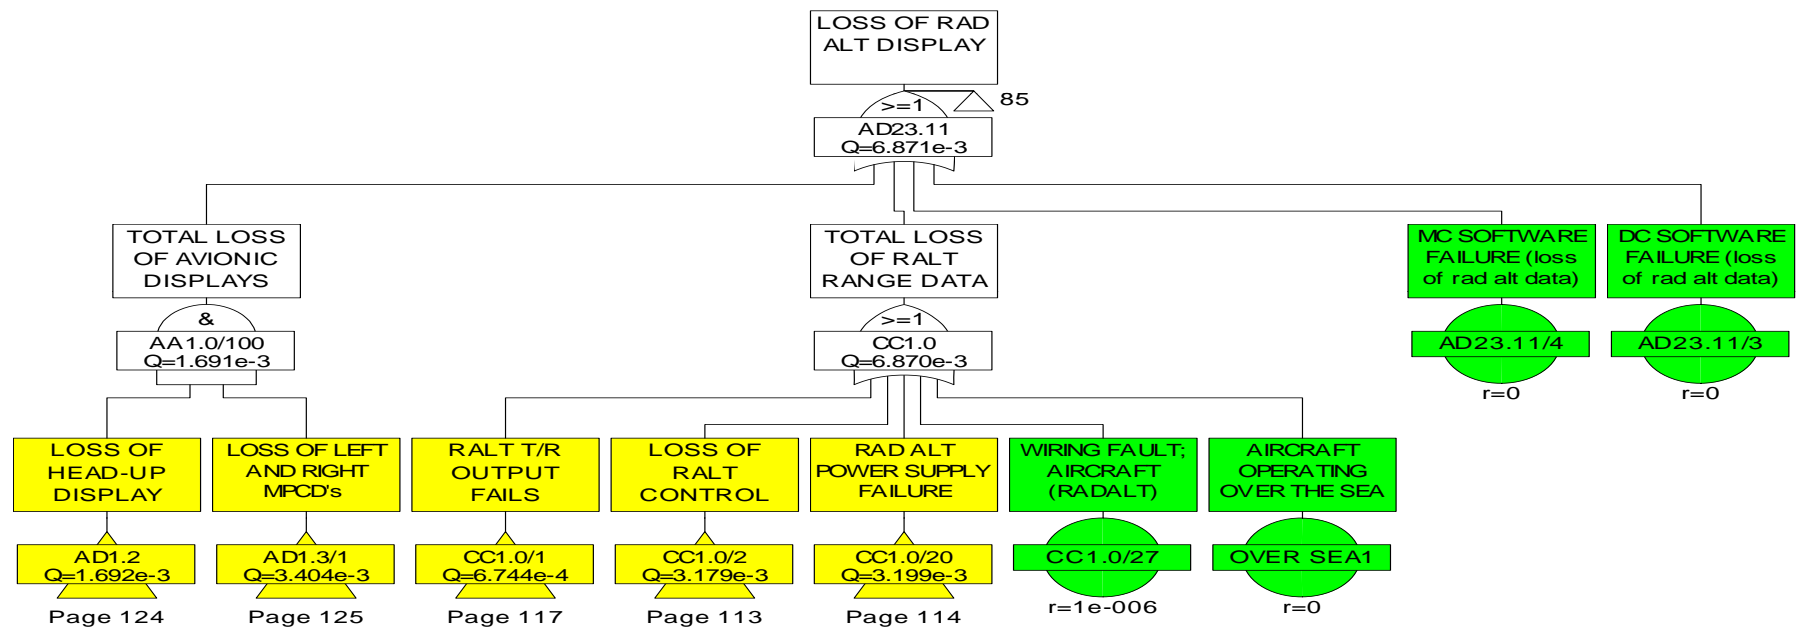 LOSS OF RAD
ALT DISPLAY
85
>=1
AD23.11
Q=6.871e-3
TOTAL LOSS
OF AVIONIC
DISPLAYS
&
AA1.0/100
Q=1.691e-3
TOTAL LOSS
OF RALT
RANGE DATA
>=1
CC1.0
Q=6.870e-3
MC SOFTWARE
FAILURE (loss
of rad alt data)
AD23.11/4
r=0
DC SOFTWARE
FAILURE (loss
of rad alt data)
AD23.11/3
r=0
LOSS OF
HEAD-UP
DISPLAY
AD1.2
Q=1.692e-3
Page 124
LOSS OF LEFT
AND RIGHT
MPCD's
AD1.3/1
Q=3.404e-3
Page 125
RALT T/R
OUTPUT
FAILS
CC1.0/1
Q=6.744e-4
Page 117
LOSS OF
RALT
CONTROL
CC1.0/2
Q=3.179e-3
Page 113
RAD ALT
POWER SUPPLY
FAILURE
CC1.0/20
Q=3.199e-3
Page 114
WIRING FAULT;
AIRCRAFT
(RADALT)
CC1.0/27
r=1e-006
AIRCRAFT
OPERATING
OVER THE SEA
OVER SEA1
r=0